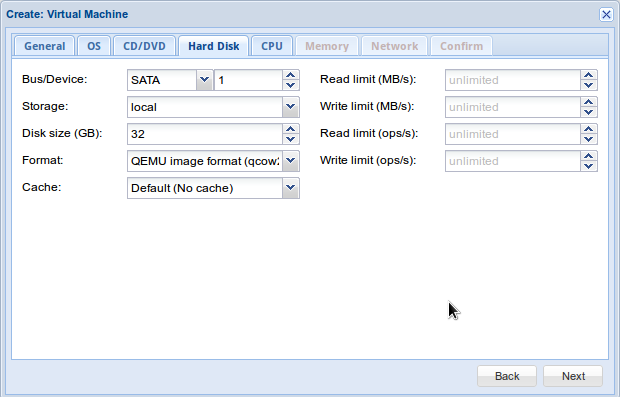 Create: Virtual Machine
General OS CD/DVD Hard Disk CPU Memory Network Confirm
Bus/Device: SATA 1 Read limit (MB/s): unlimited
Storage: local Write limit (MB/s): unlimited
Disk size (GB): 32 Read limit (ops/s): unlimited
Format: QEMU image format (qcow2 Write limit (ops/s): unlimited
Cache: Default (No cache)
Back Next